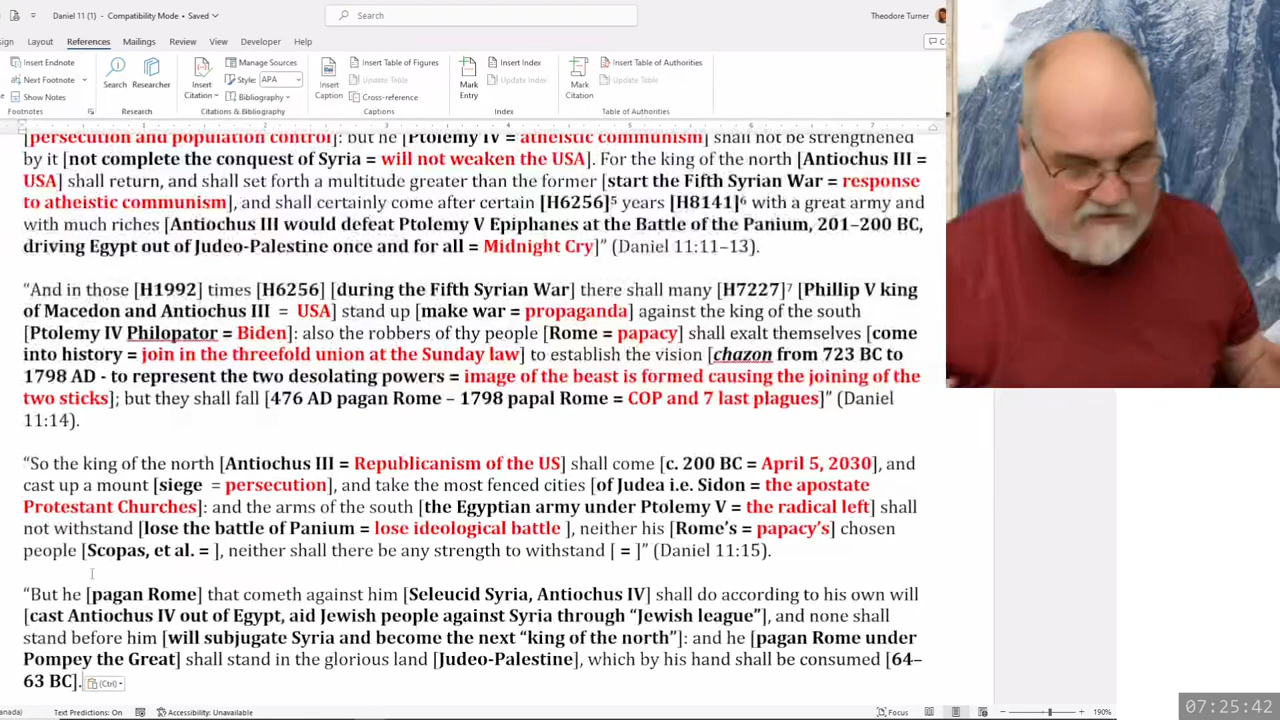 Daniel 11 (1) - Compatibility Mode • Saved
Search
Theodore Turner
sign Layout References Mailings Review View Developer Help
Insert Endnote
Next Footnote
Show Notes
Footnotes
Search
Researcher
Research
Insert
Citation
Manage Sources
Style: APA
Bibliography
Citations & Bibliography
Insert
Caption
Insert Table of Figures
Update Table
Cross-reference
Captions
Mark
Entry
Insert Index
Update Index
Index
Mark
Citation
Insert Table of Authorities
Update Table
Table of Authorities
[persecution and population control]: but he [Ptolemy IV = atheistic communism] shall not be strengthened
by it [not complete the conquest of Syria = will not weaken the USA]. For the king of the north [Antiochus III =
USA] shall return, and shall set forth a multitude greater than the former [start the Fifth Syrian War = response
to atheistic communism], and shall certainly come after certain [H6256]⁵ years [H8141]⁶ with a great army and
with much riches [Antiochus III would defeat Ptolemy V Epiphanes at the Battle of the Panium, 201–200 BC,
driving Egypt out of Judeo-Palestine once and for all = Midnight Cry]” (Daniel 11:11–13).
“And in those [H1992] times [H6256] [during the Fifth Syrian War] there shall many [H7227]⁷ [Phillip V king
of Macedon and Antiochus III = USA] stand up [make war = propaganda] against the king of the south
[Ptolemy IV Philopator = Biden]: also the robbers of thy people [Rome = papacy] shall exalt themselves [come
into history = join in the threefold union at the Sunday law] to establish the vision [chazon from 723 BC to
1798 AD - to represent the two desolating powers = image of the beast is formed causing the joining of the
two sticks]; but they shall fall [476 AD pagan Rome – 1798 papal Rome = COP and 7 last plagues]” (Daniel
11:14).
“So the king of the north [Antiochus III = Republicanism of the US] shall come [c. 200 BC = April 5, 2030], and
cast up a mount [siege = persecution], and take the most fenced cities [of Judea i.e. Sidon = the apostate
Protestant Churches]: and the arms of the south [the Egyptian army under Ptolemy V = the radical left] shall
not withstand [lose the battle of Panium = lose ideological battle ], neither his [Rome’s = papacy’s] chosen
people [Scopas, et al. = ], neither shall there be any strength to withstand [ = ]” (Daniel 11:15).
“But he [pagan Rome] that cometh against him [Seleucid Syria, Antiochus IV] shall do according to his own will
[cast Antiochus IV out of Egypt, aid Jewish people against Syria through “Jewish league”], and none shall
stand before him [will subjugate Syria and become the next “king of the north”]: and he [pagan Rome under
Pompey the Great] shall stand in the glorious land [Judeo-Palestine], which by his hand shall be consumed [64–
63 BC].
(Ctrl)
anada) Text Predictions: On Accessibility: Unavailable Focus 190%
07:25:42